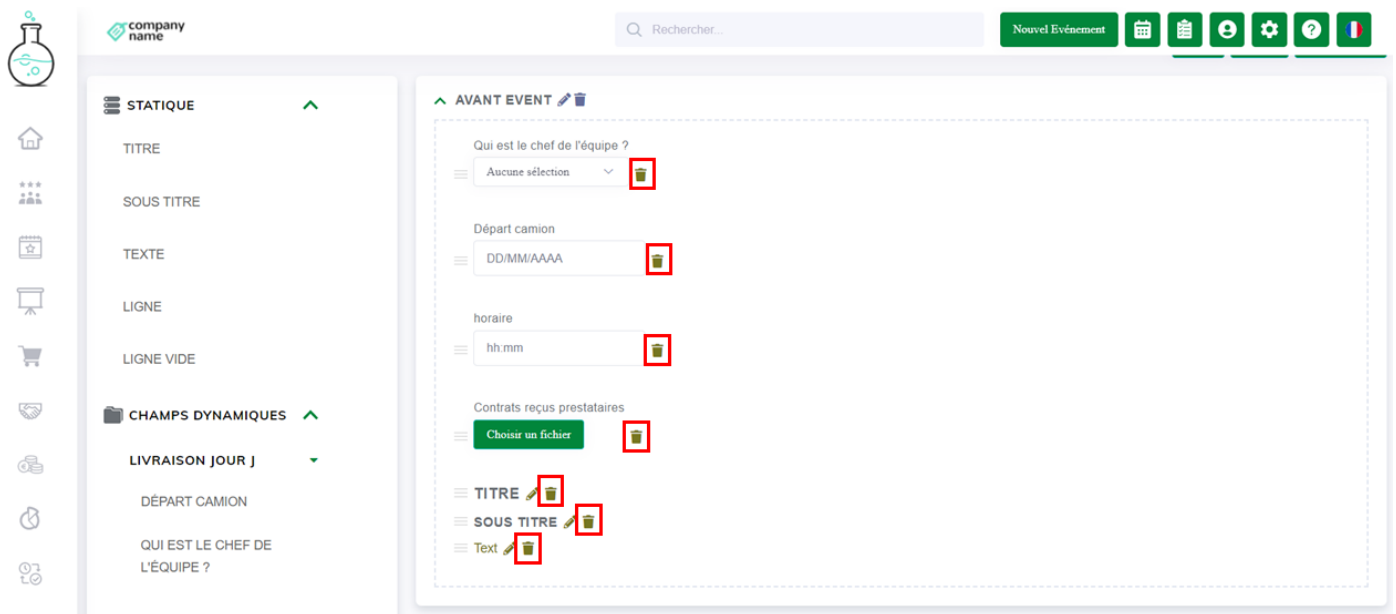 company
name
Rechercher...
Nouvel Evénement
STATIQUE
TITRE
SOUS TITRE
TEXTE
LIGNE
LIGNE VIDE
CHAMPS DYNAMIQUES
LIVRAISON JOUR J
DÉPART CAMION
QUI EST LE CHEF DE
L'ÉQUIPE ?
AVANT EVENT
Qui est le chef de l'équipe ?
Aucune sélection
Départ camion
DD/MM/AAAA
horaire
hh:mm
Contrats reçus prestataires
Choisir un fichier
TITRE
SOUS TITRE
Text